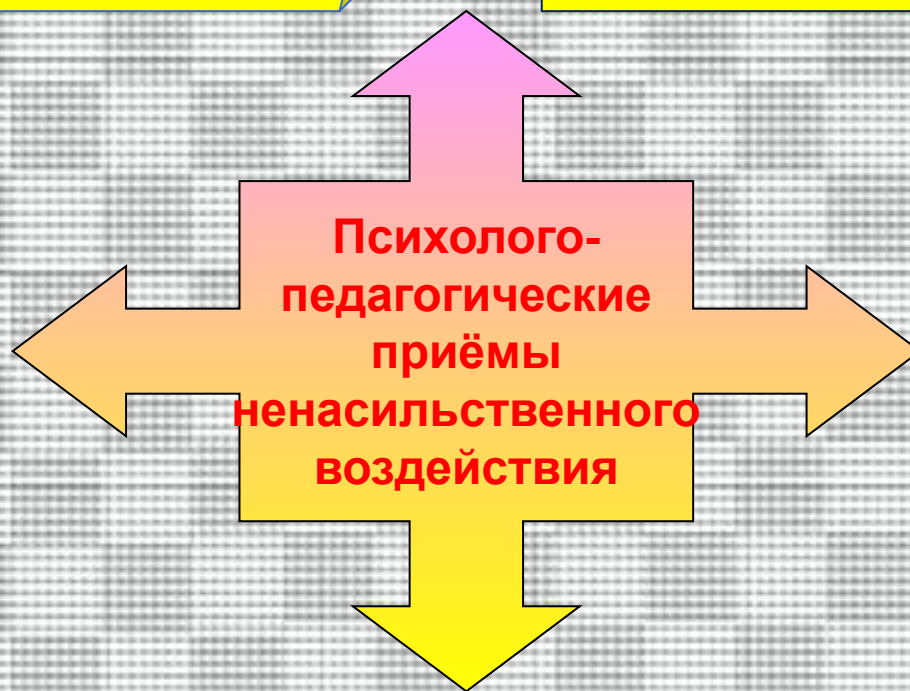 Психолого-
педагогические
приёмы
ненасильственного
воздействия